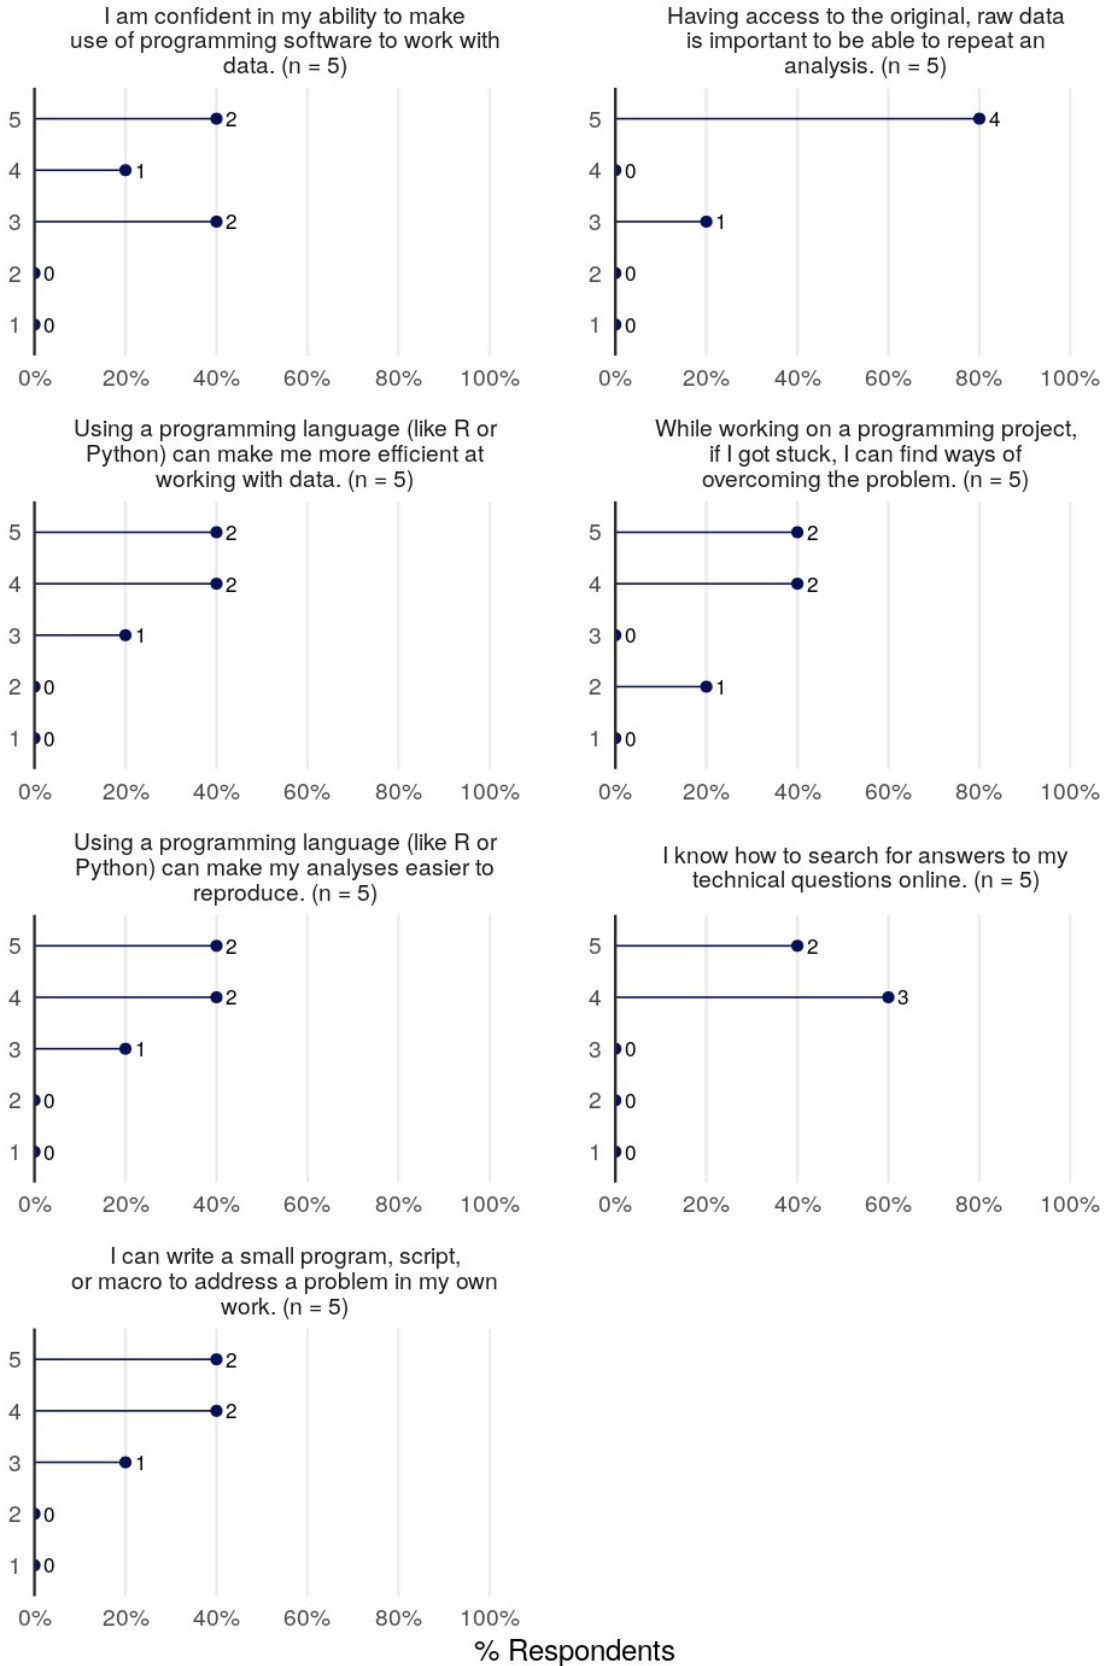 I am confident in my ability to make
use of programming software to work with
data. (n = 5)
5
2
4
1
3
2
2
0
1
0
0% 20% 40% 60% 80% 100%
Having access to the original, raw data
is important to be able to repeat an
analysis. (n = 5)
5
4
4
0
3
1
2
0
1
0
0% 20% 40% 60% 80% 100%
Using a programming language (like R or
Python) can make me more efficient at
working with data. (n = 5)
5
2
4
2
3
1
2
0
1
0
0% 20% 40% 60% 80% 100%
While working on a programming project,
if I got stuck, I can find ways of
overcoming the problem. (n = 5)
5
2
4
2
3
0
2
1
1
0
0% 20% 40% 60% 80% 100%
Using a programming language (like R or
Python) can make my analyses easier to
reproduce. (n = 5)
5
2
4
2
3
1
2
0
1
0
0% 20% 40% 60% 80% 100%
I know how to search for answers to my
technical questions online. (n = 5)
5
2
4
3
3
0
2
0
1
0
0% 20% 40% 60% 80% 100%
I can write a small program, script,
or macro to address a problem in my own
work. (n = 5)
5
2
4
2
3
1
2
0
1
0
0% 20% 40% 60% 80% 100%
% Respondents